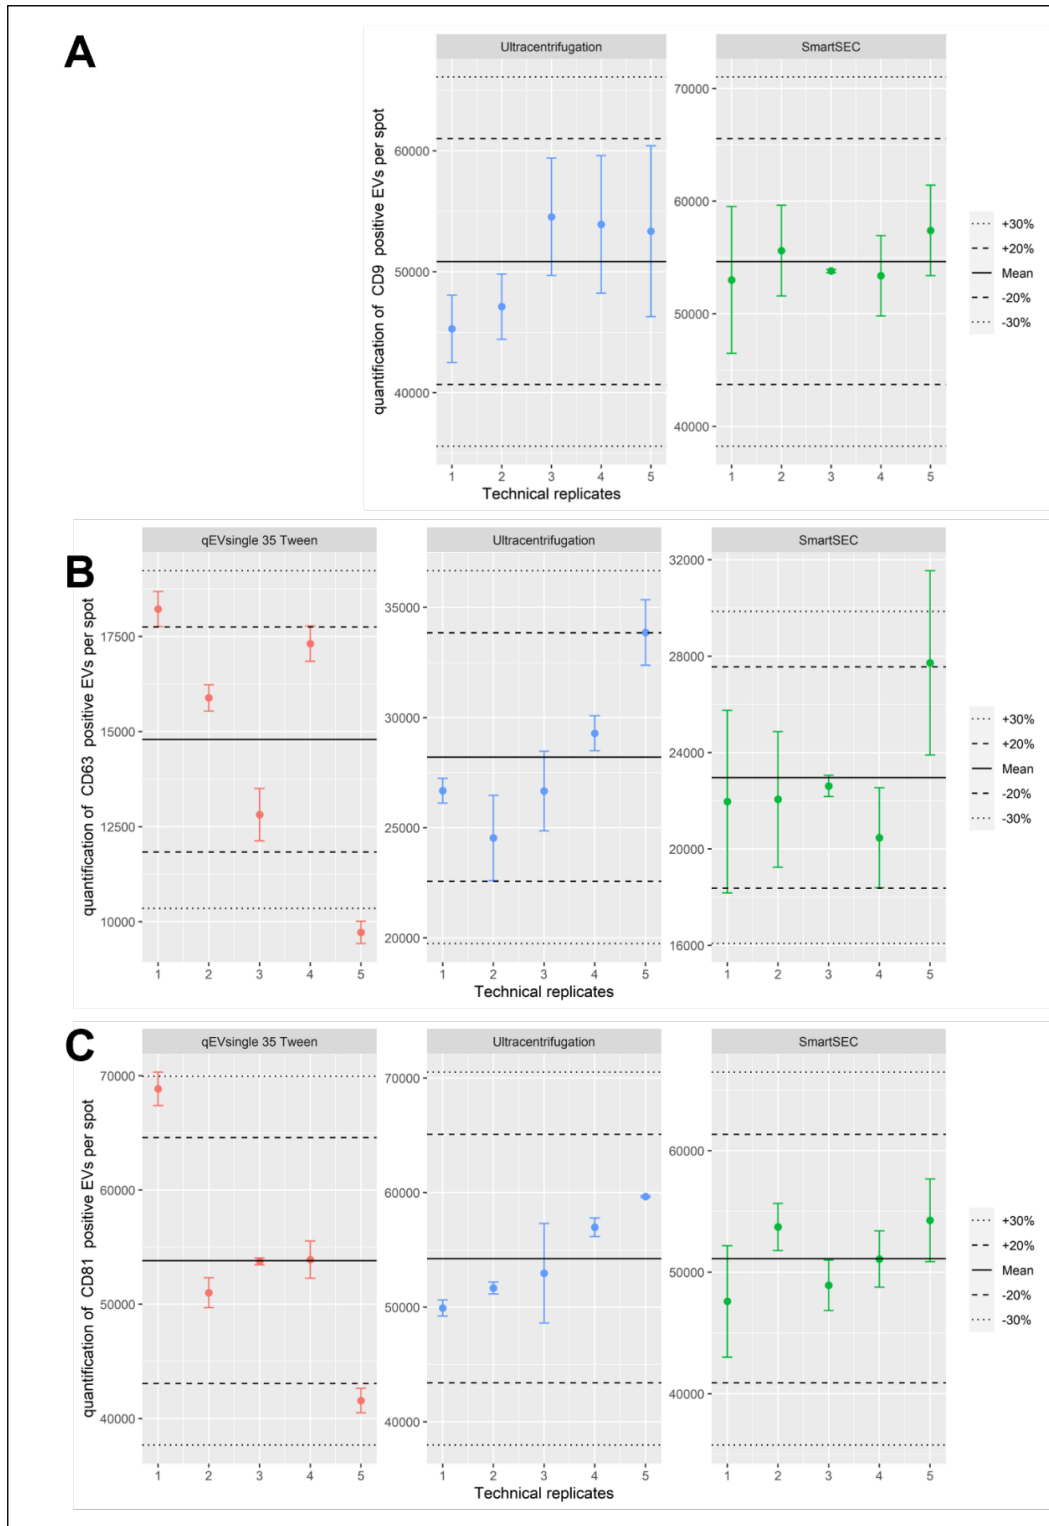 A
Ultracentrifugation
SmartSEC
quantification of CD9 positive EVs per spot
60000
50000
40000
70000
60000
50000
40000
1 2 3 4 5
1 2 3 4 5
Technical replicates
+30%
+20%
Mean
-20%
-30%
B
qEVsingle 35 Tween
Ultracentrifugation
SmartSEC
quantification of CD63 positive EVs per spot
17500
15000
12500
10000
35000
30000
25000
20000
32000
28000
24000
20000
16000
1 2 3 4 5
1 2 3 4 5
1 2 3 4 5
Technical replicates
+30%
+20%
Mean
-20%
-30%
C
qEVsingle 35 Tween
Ultracentrifugation
SmartSEC
quantification of CD81 positive EVs per spot
70000
60000
50000
40000
70000
60000
50000
40000
60000
50000
40000
1 2 3 4 5
1 2 3 4 5
1 2 3 4 5
Technical replicates
+30%
+20%
Mean
-20%
-30%